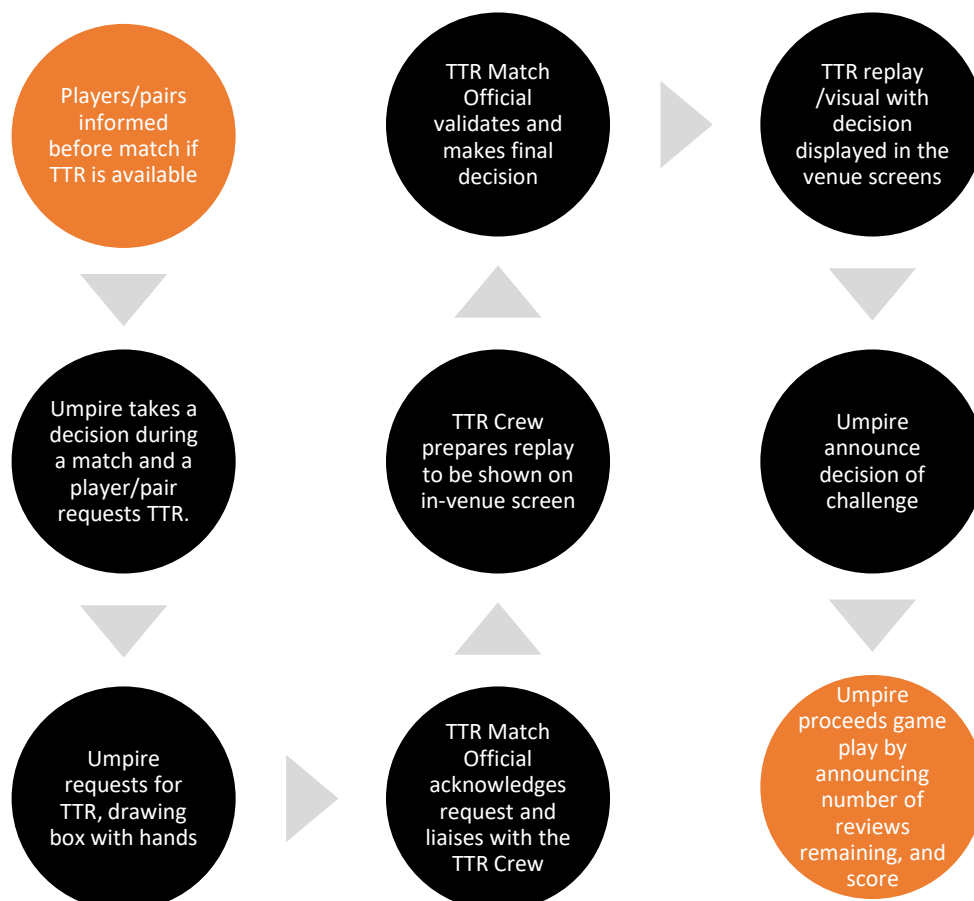 Players/pairs
informed
before match if
TTR is available
Umpire takes a
decision during
a match and a
player/pair
requests TTR.
Umpire
requests for
TTR, drawing
box with hands
TTR Match
Official
acknowledges
request and
liaises with the
TTR Crew
TTR Crew
prepares replay
to be shown on
in-venue screen
TTR Match
Official
validates and
makes final
decision
TTR replay
/visual with
decision
displayed in the
venue screens
Umpire
announce
decision of
challenge
Umpire
proceeds game
play by
announcing
number of
reviews
remaining, and
score